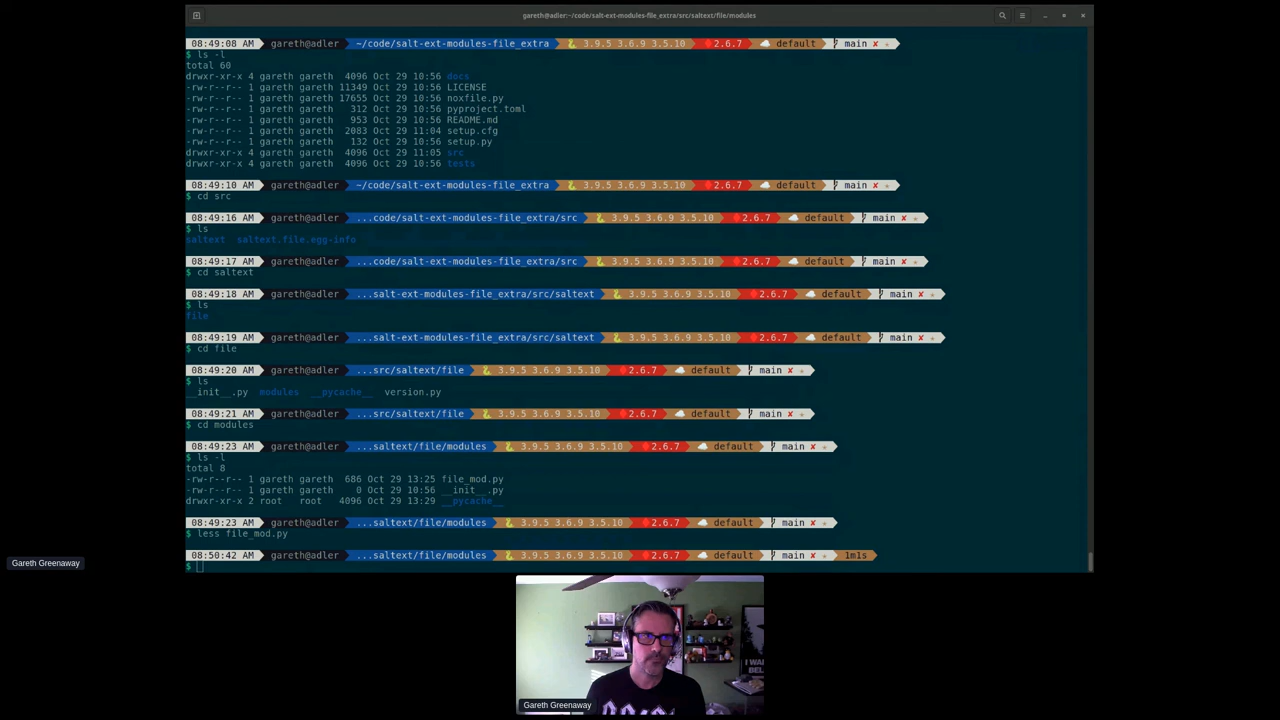 gareth@adler:~/code/salt-ext-modules-file_extra/src/saltext/file/modules
08:49:08 AM gareth@adler ~/code/salt-ext-modules-file_extra 3.9.5 3.6.9 3.5.10 2.6.7 default main ✘ ★
$ ls -l
total 60
drwxr-xr-x 4 gareth gareth 4096 Oct 29 10:56 docs
-rw-r--r-- 1 gareth gareth 11349 Oct 29 10:56 LICENSE
-rw-r--r-- 1 gareth gareth 17655 Oct 29 10:56 noxfile.py
-rw-r--r-- 1 gareth gareth 312 Oct 29 10:56 pyproject.toml
-rw-r--r-- 1 gareth gareth 953 Oct 29 10:56 README.md
-rw-r--r-- 1 gareth gareth 2083 Oct 29 11:04 setup.cfg
-rw-r--r-- 1 gareth gareth 132 Oct 29 10:56 setup.py
drwxr-xr-x 4 gareth gareth 4096 Oct 29 11:05 src
drwxr-xr-x 4 gareth gareth 4096 Oct 29 10:56 tests
08:49:10 AM gareth@adler ~/code/salt-ext-modules-file_extra 3.9.5 3.6.9 3.5.10 2.6.7 default main ✘ ★
$ cd src
08:49:16 AM gareth@adler ...code/salt-ext-modules-file_extra/src 3.9.5 3.6.9 3.5.10 2.6.7 default main ✘ ★
$ ls
saltext saltext.file.egg-info
08:49:17 AM gareth@adler ...code/salt-ext-modules-file_extra/src 3.9.5 3.6.9 3.5.10 2.6.7 default main ✘ ★
$ cd saltext
08:49:18 AM gareth@adler ...salt-ext-modules-file_extra/src/saltext 3.9.5 3.6.9 3.5.10 2.6.7 default main ✘ ★
$ ls
file
08:49:19 AM gareth@adler ...salt-ext-modules-file_extra/src/saltext 3.9.5 3.6.9 3.5.10 2.6.7 default main ✘ ★
$ cd file
08:49:20 AM gareth@adler ...src/saltext/file 3.9.5 3.6.9 3.5.10 2.6.7 default main ✘ ★
$ ls
__init__.py modules __pycache__ version.py
08:49:21 AM gareth@adler ...src/saltext/file 3.9.5 3.6.9 3.5.10 2.6.7 default main ✘ ★
$ cd modules
08:49:23 AM gareth@adler ...saltext/file/modules 3.9.5 3.6.9 3.5.10 2.6.7 default main ✘ ★
$ ls -l
total 8
-rw-r--r-- 1 gareth gareth 686 Oct 29 13:25 file_mod.py
-rw-r--r-- 1 gareth gareth 0 Oct 29 10:56 __init__.py
drwxr-xr-x 2 root root 4096 Oct 29 13:29 __pycache__
08:49:23 AM gareth@adler ...saltext/file/modules 3.9.5 3.6.9 3.5.10 2.6.7 default main ✘ ★
$ less file_mod.py
08:50:42 AM gareth@adler ...saltext/file/modules 3.9.5 3.6.9 3.5.10 2.6.7 default main ✘ ★ 1m1s
$
Gareth Greenaway
I WANT
Gareth Greenaway